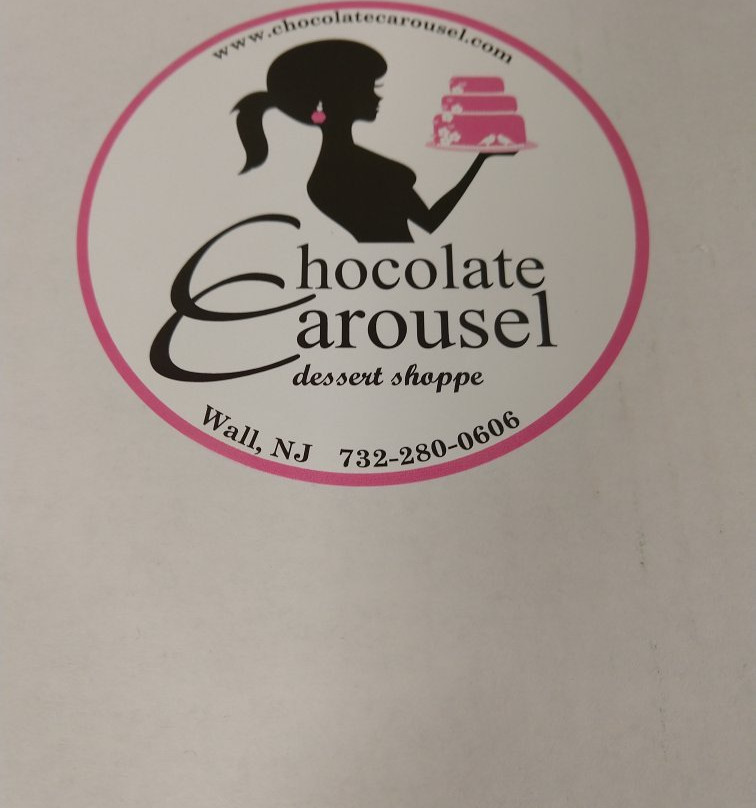 www.chocolatecarousel.com
Chocolate
Carousel
dessert shoppe
Wall, NJ 732-280-0606